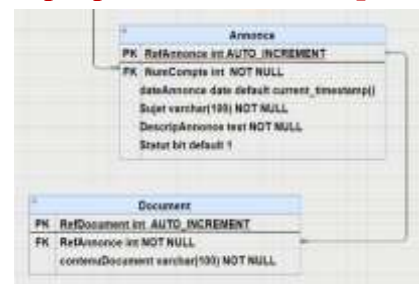 Annonce
PK RefAnnonce int AUTO_INCREMENT
FK NumCompte int NOT NULL
dateAnnonce date default current_timestamp()
Sujet varchar(100) NOT NULL
DescripAnnonce text NOT NULL
Statut bit default 1
Document
PK RefDocument int AUTO_INCREMENT
FK RefAnnonce int NOT NULL
contenuDocument varchar(100) NOT NULL